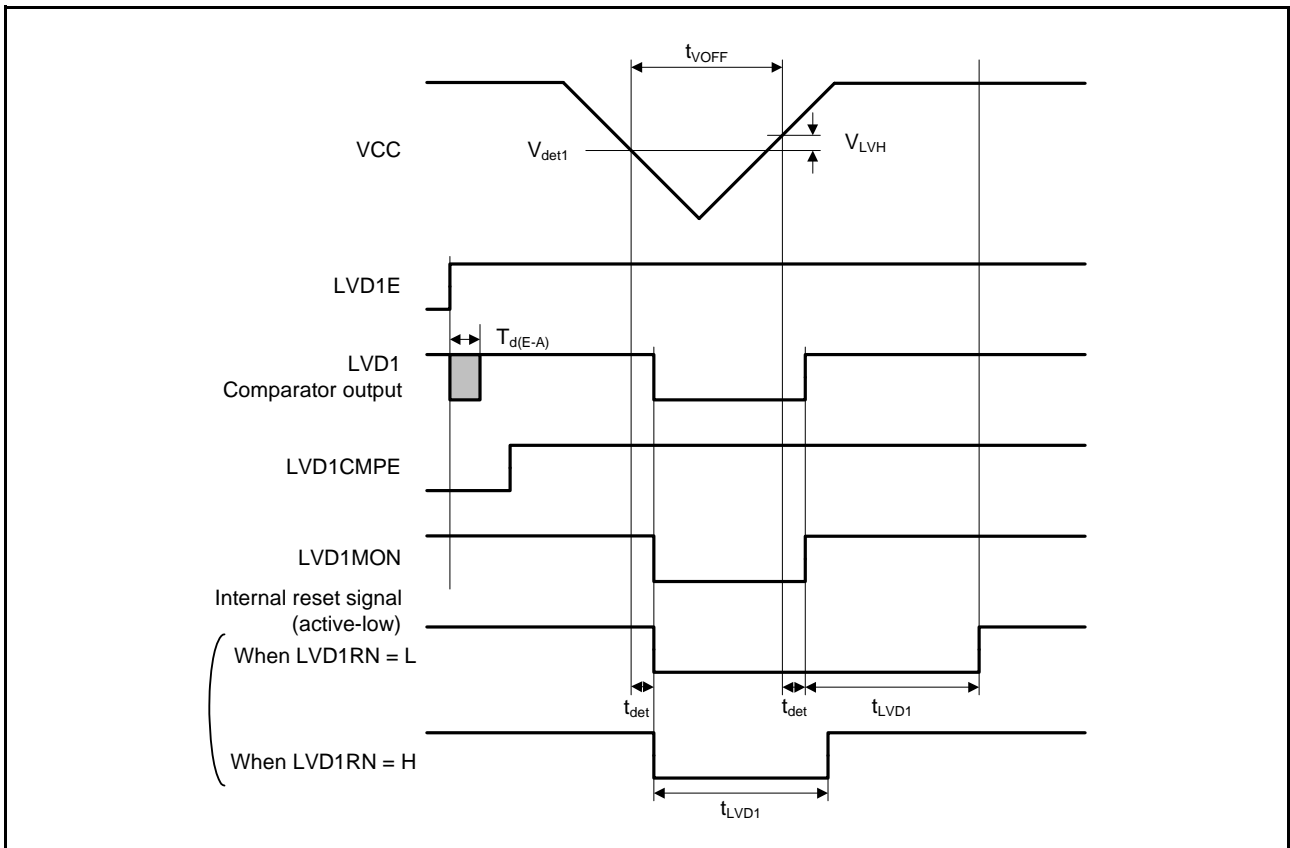 tVOFF
VCC
Vdet1
VLVH
LVD1E
Td(E-A)
LVD1
Comparator output
LVD1CMPE
LVD1MON
Internal reset signal
(active-low)
When LVD1RN = L
tdet
tdet
tLVD1
When LVD1RN = H
tLVD1